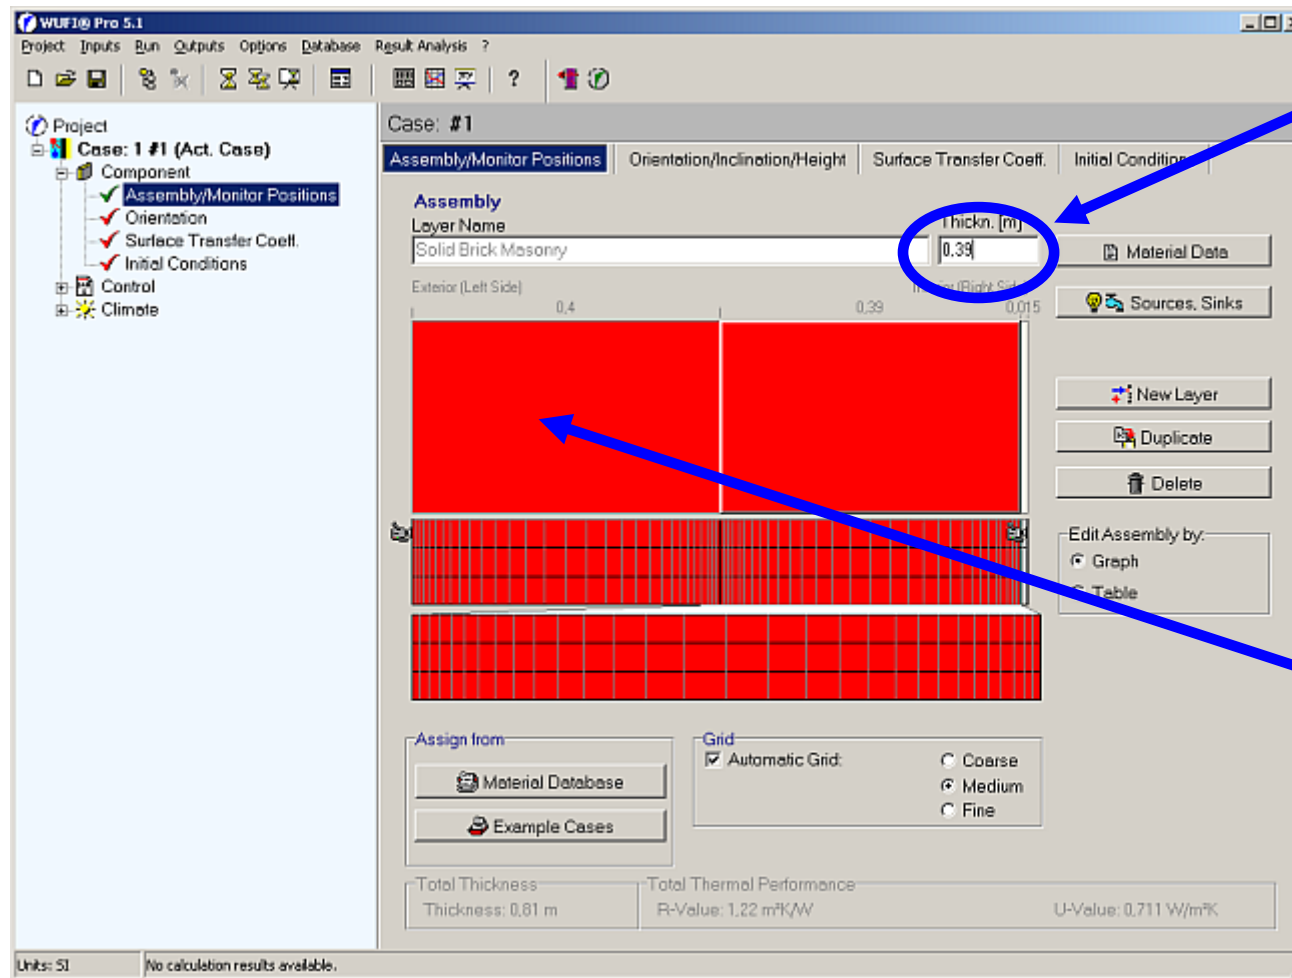 WUFI® Pro 5.1
Project Inputs Run Outputs Options Database Result Analysis ?
?
Project
Case: 1 #1 (Act. Case)
Component
Assembly/Monitor Positions
Orientation
Surface Transfer Coeff.
Initial Conditions
Control
Climate
Case: #1
Assembly/Monitor Positions Orientation/Inclination/Height Surface Transfer Coeff. Initial Condition
Assembly
Layer Name Thickn. [m]
Solid Brick Masonry 0.39
Material Data
Exterior (Left Side) (Right Side)
Sources, Sinks
0,4 0,39 0,015
New Layer
Duplicate
Delete
Edit Assembly by:
Graph
Table
Assign from
Material Database
Example Cases
Grid
Automatic Grid: Coarse
Medium
Fine
Total Thickness
Thickness: 0,81 m
Total Thermal Performance
R-Value: 1,22 m²K/W U-Value: 0,711 W/m²K
Units: SI No calculation results available.